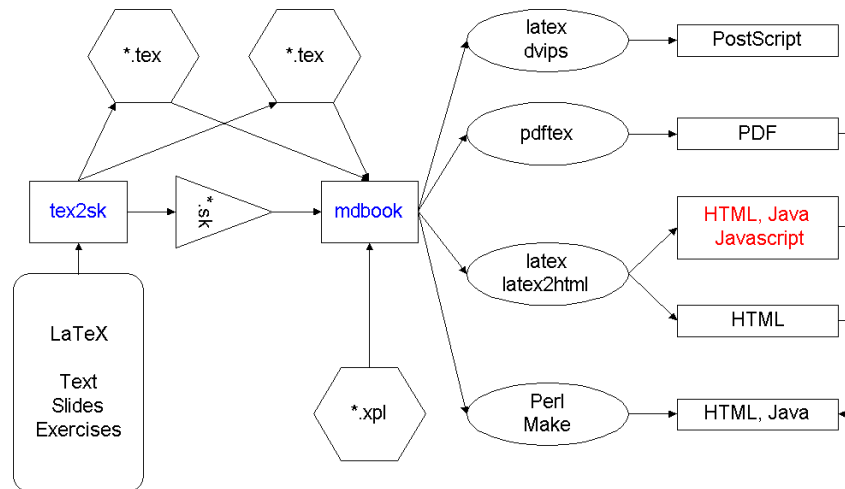 *.tex
*.tex
latex
dvips
PostScript
pdftex
PDF
tex2sk
*.sk
mdbook
HTML, Java
Javascript
latex
latex2html
HTML
LaTeX
Text
Slides
Exercises
*.xpl
Perl
Make
HTML, Java